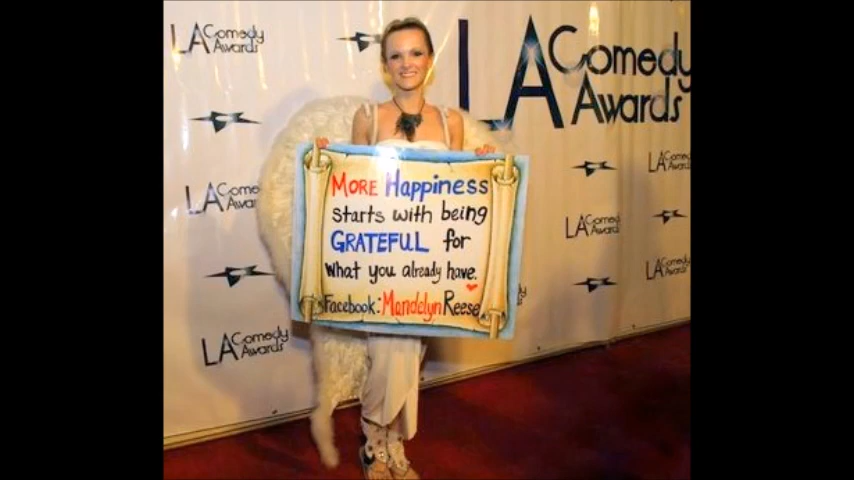 LA Comedy Awards
LA Comedy
Awards
LA Comedy
Awards
LA Comedy
Awards
LA Comedy
Awards
LA Comedy
Awards
LA Comedy
Awards
MORE Happiness
starts with being
GRATEFUL for
what you already have.
Facebook: Mandalyn Reese